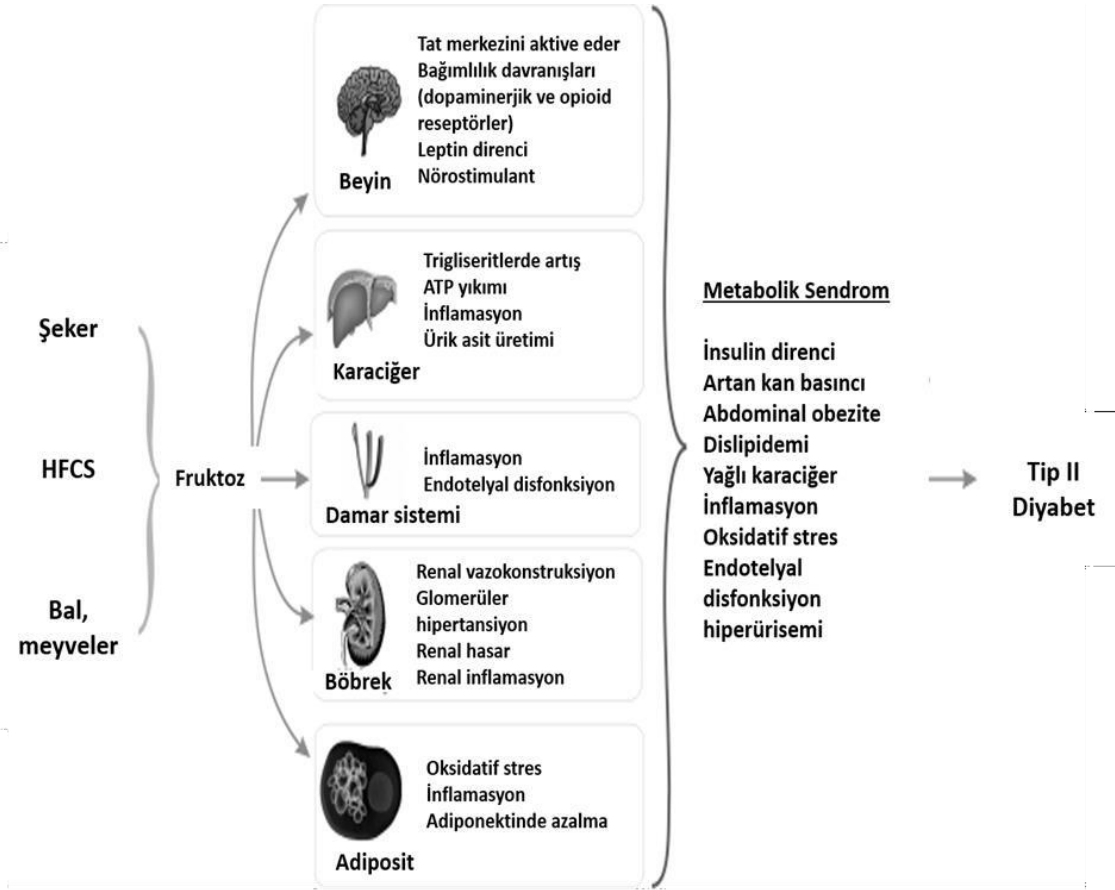 Şeker
HFCS
Bal,
meyveler
Fruktoz
Tat merkezini aktive eder
Bağımlılık davranışları
(dopaminerjik ve opioid
reseptörler)
Leptin direnci
Nörostimulant
Beyin
Trigliseritlerde artış
ATP yıkımı
İnflamasyon
Ürik asit üretimi
Karaciğer
İnflamasyon
Endotelyal disfonksiyon
Damar sistemi
Renal vazokonstruksiyon
Glomerüler
hipertansiyon
Renal hasar
Renal inflamasyon
Böbrek
Oksidatif stres
İnflamasyon
Adiponektinde azalma
Adiposit
Metabolik Sendrom
İnsulin direnci
Artan kan basıncı
Abdominal obezite
Dislipidemi
Yağlı karaciğer
İnflamasyon
Oksidatif stres
Endotelyal
disfonksiyon
hiperürisemi
Tip II
Diyabet